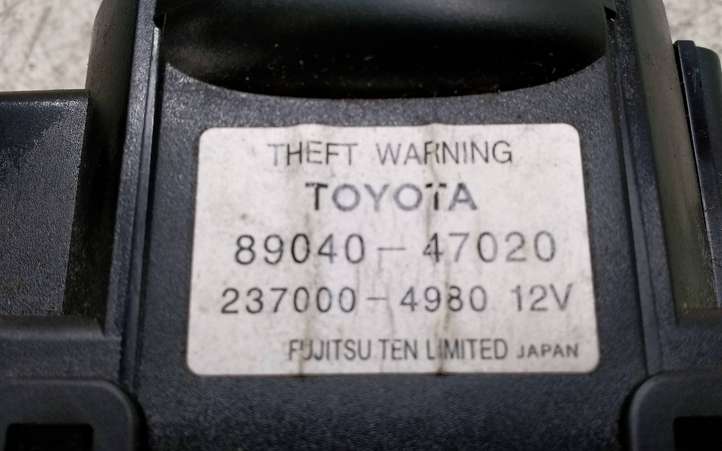 THEFT WARNING
TOYOTA
89040-47020
237000-4980 12V
FUJITSU TEN LIMITED JAPAN